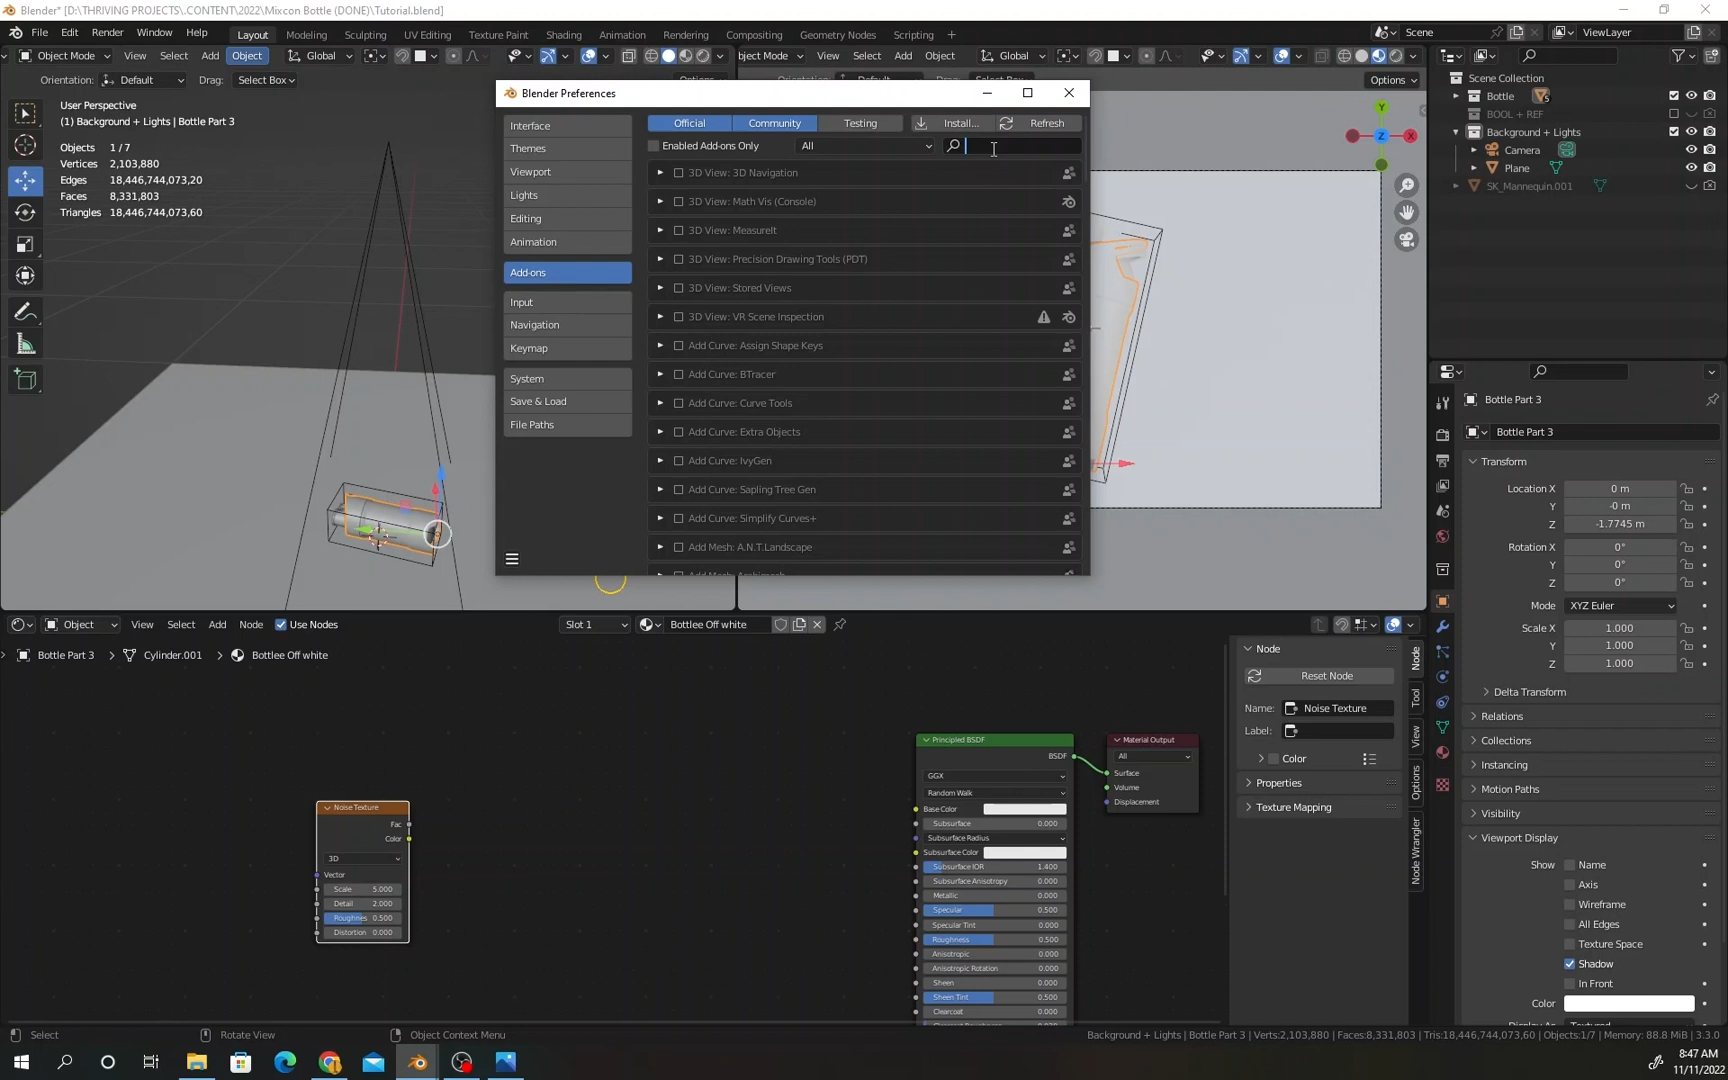 Blender* [D:\THRIVING PROJECTS\.CONTENT\2022\Mixcon Bottle (DONE)\Tutorial.blend]
File Edit Render Window Help Layout Modeling Sculpting UV Editing Texture Paint Shading Animation Rendering Compositing Geometry Nodes Scripting + Scene ViewLayer
Object Mode View Select Add Object Global
bject Mode View Select Add Object Global
Orientation: Default Drag: Select Box
Options
User Perspective
(1) Background + Lights | Bottle Part 3
Objects 1/7
Vertices 2,103,880
Edges 18,446,744,073,20
Faces 8,331,803
Triangles 18,446,744,073,60
Blender Preferences
Interface
Themes
Viewport
Lights
Editing
Animation
Add-ons
Input
Navigation
Keymap
System
Save & Load
File Paths
Official Community Testing Install... Refresh
Enabled Add-ons Only All
3D View: 3D Navigation
3D View: Math Vis (Console)
3D View: MeasureIt
3D View: Precision Drawing Tools (PDT)
3D View: Stored Views
3D View: VR Scene Inspection
Add Curve: Assign Shape Keys
Add Curve: BTracer
Add Curve: Curve Tools
Add Curve: Extra Objects
Add Curve: IvyGen
Add Curve: Sapling Tree Gen
Add Curve: Simplify Curves+
Add Mesh: A.N.T.Landscape
Y
Z
X
Scene Collection
Bottle 5
BOOL + REF
Background + Lights
Camera
Plane
SK_Mannequin.001
Bottle Part 3
Bottle Part 3
Transform
Location X 0 m
Y -0 m
Z -1.7745 m
Rotation X 0°
Y 0°
Z 0°
Mode XYZ Euler
Scale X 1.000
Y 1.000
Z 1.000
Delta Transform
Relations
Collections
Instancing
Motion Paths
Visibility
Viewport Display
Show Name
Axis
Wireframe
All Edges
Texture Space
Shadow
In Front
Color
Object View Select Add Node Use Nodes Slot 1 Bottlee Off white
Bottle Part 3 > Cylinder.001 > Bottlee Off white
Noise Texture
Fac
Color
3D
Vector
Scale 5.000
Detail 2.000
Roughnes 0.500
Distortion 0.000
Principled BSDF
BSDF
GGX
Random Walk
Base Color
Subsurface 0.000
Subsurface Radius
Subsurface Color
Subsurface IOR 1.400
Subsurface Anisotropy 0.000
Metallic 0.000
Specular 0.500
Specular Tint 0.000
Roughness 0.500
Anisotropic 0.000
Anisotropic Rotation 0.000
Sheen 0.000
Sheen Tint 0.500
Clearcoat 0.000
Material Output
All
Surface
Volume
Displacement
Node
Reset Node
Name: Noise Texture
Label:
Color
Properties
Texture Mapping
Node
Tool
View
Options
Node Wrangler
Select Rotate View Object Context Menu
Background + Lights | Bottle Part 3 | Verts:2,103,880 | Faces:8,331,803 | Tris:18,446,744,073,60 | Objects:1/7 | Memory: 88.8 MiB | 3.3.0
8:47 AM
11/11/2022